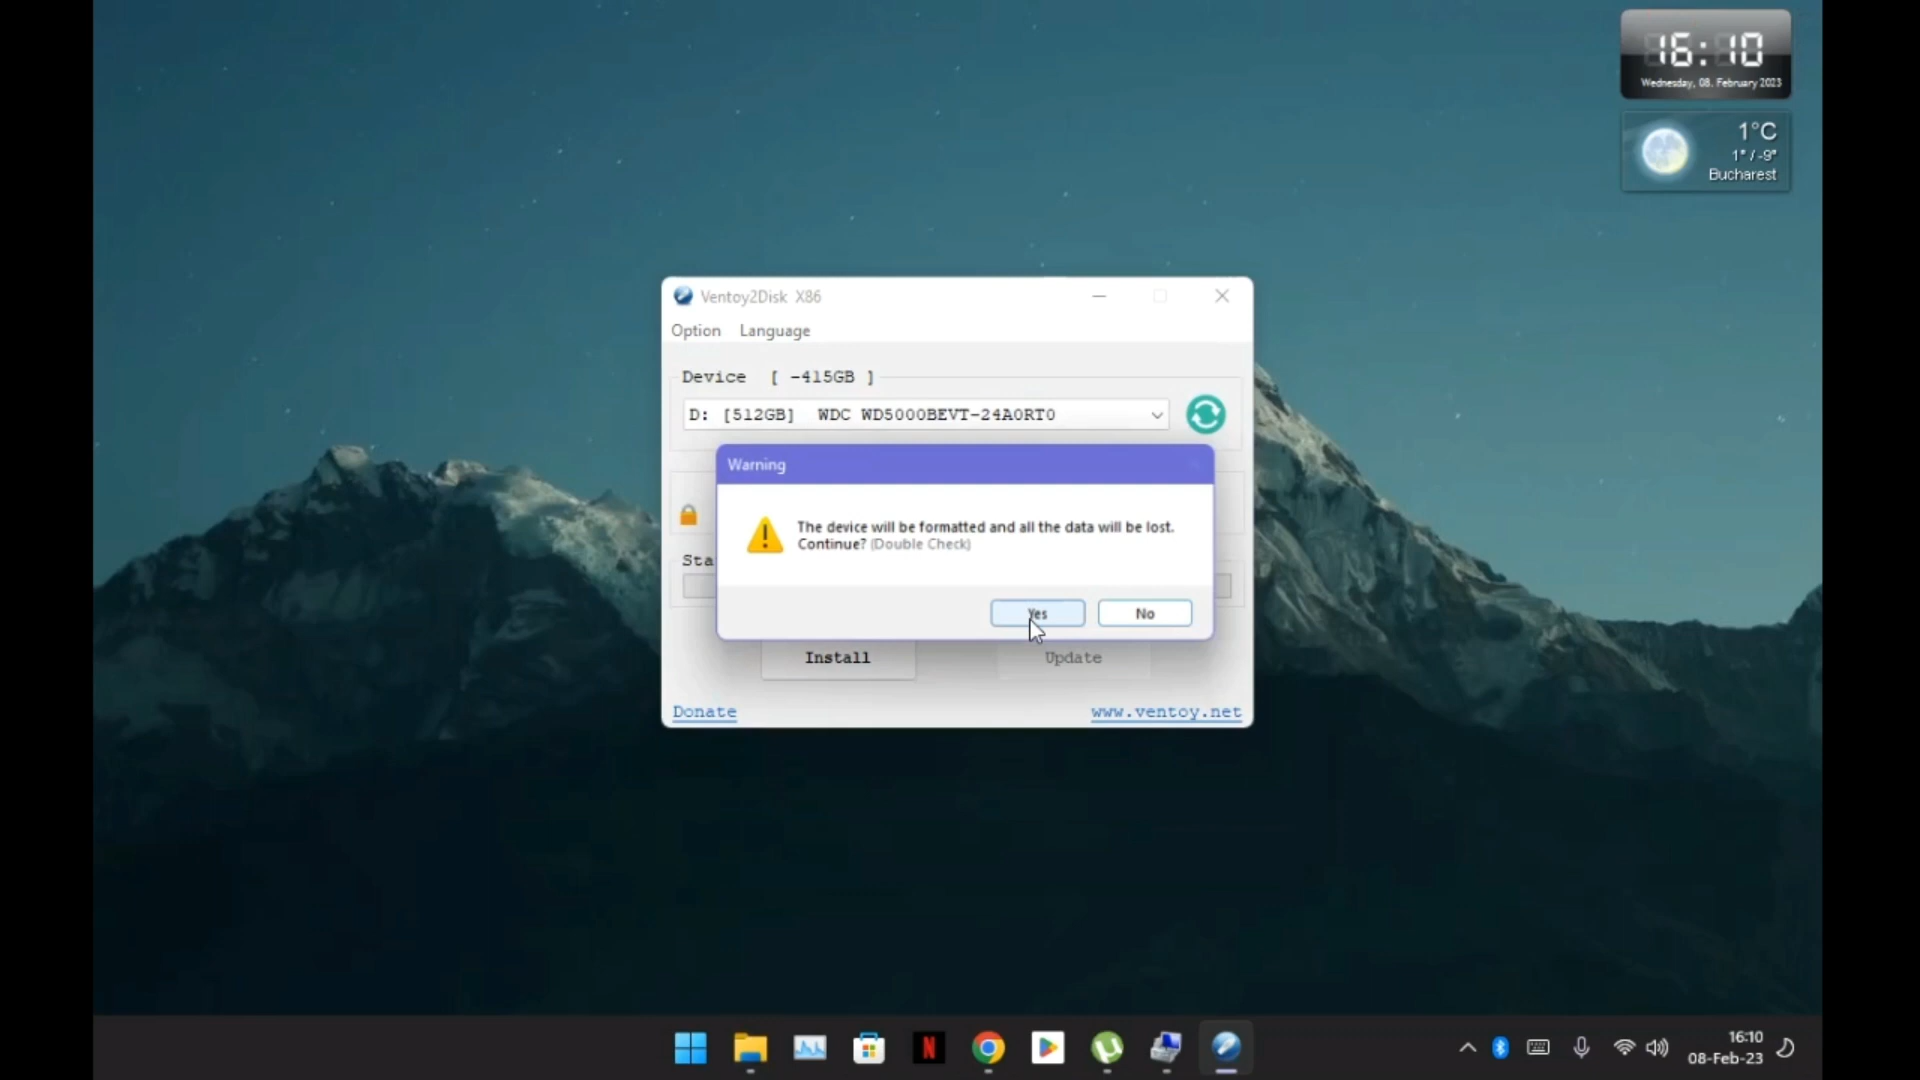 16:10
Wednesday, 08. February 2023
1°C
1° / -9°
Bucharest
Ventoy2Disk X86
Option Language
Device [ -415GB ]
D: [512GB] WDC WD5000BEVT-24A0RT0
Warning
The device will be formatted and all the data will be lost.
Continue? (Double Check)
Sta
Yes No
Install Update
Donate www.ventoy.net
N
16:10
08-Feb-23